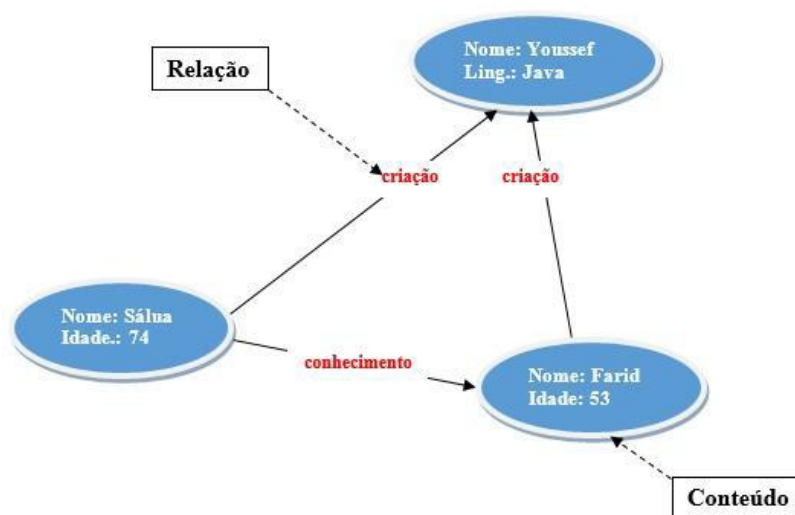 Nome: Youssef
Ling.: Java
Relação
criação
criação
Nome: Sálua
Idade.: 74
conhecimento
Nome: Farid
Idade: 53
Conteúdo